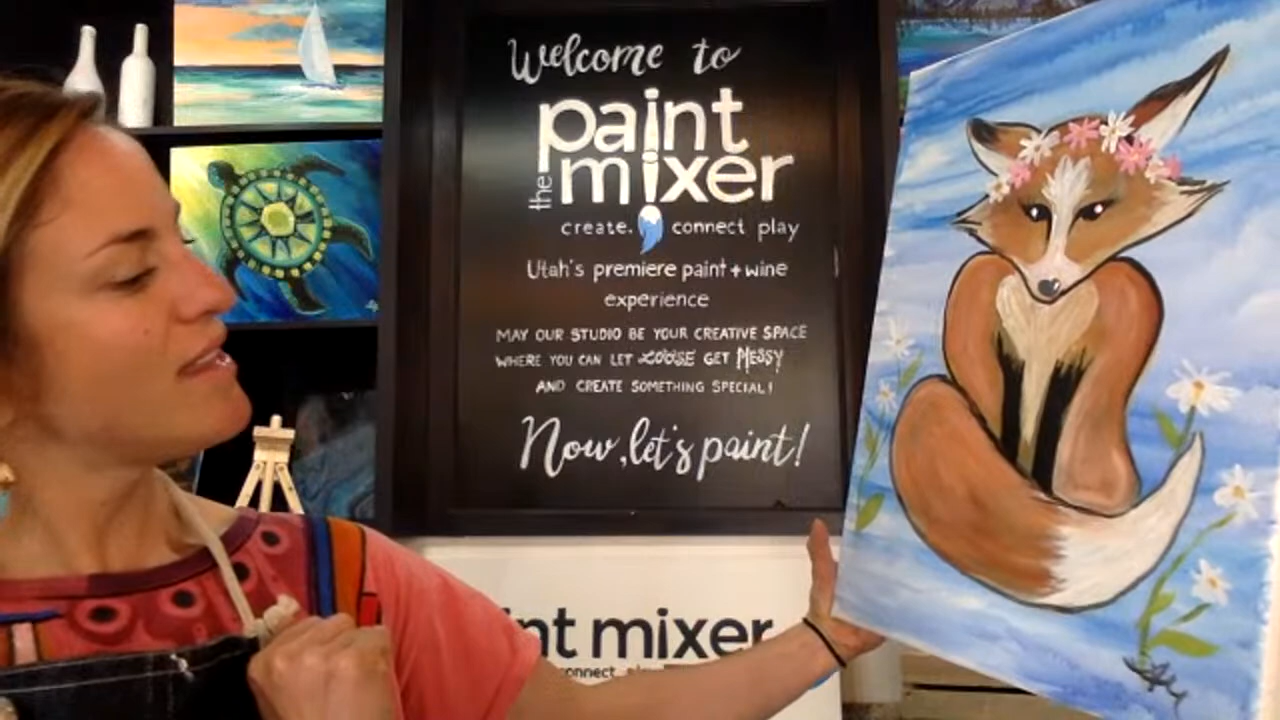 Welcome to
paint
the mixer
create. connect play
Utah's premiere paint + wine
experience
MAY OUR STUDIO BE YOUR CREATIVE SPACE
WHERE YOU CAN LET LOOSE GET MESSY
AND CREATE SOMETHING SPECIAL!
Now, let's paint!
nt mixer
connect